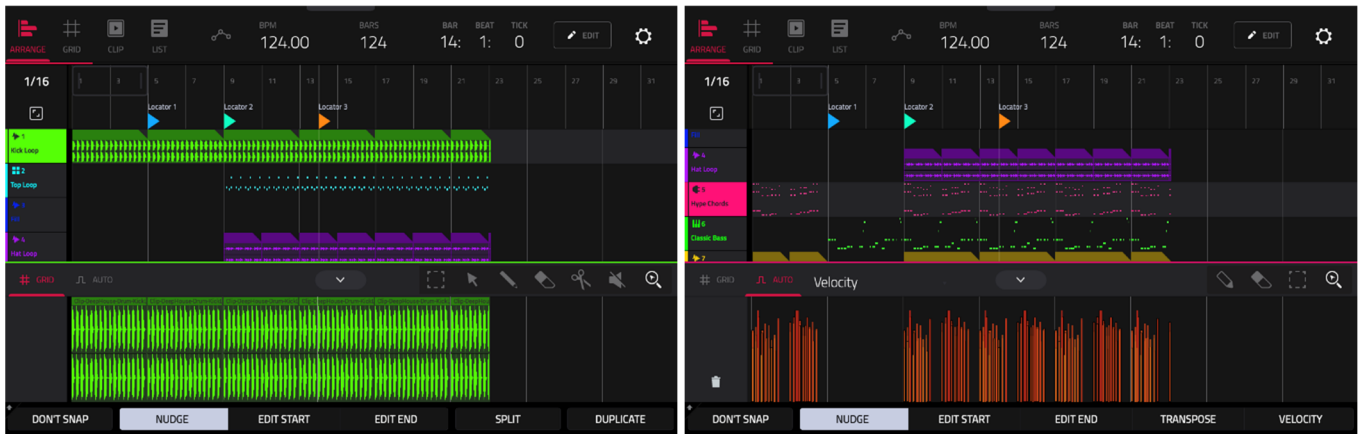 BPM BARS BAR BEAT TICK
ARRANGE GRID CLIP LIST 124.00 124 14: 1: 0 EDIT
1/16 1 3 5 7 9 11 13 15 17 19 21 23 25 27 29 31
Locator 1 Locator 2 Locator 3
1
Kick Loop
2
Top Loop
4
Hat Loop
GRID AUTO
DON'T SNAP NUDGE EDIT START EDIT END SPLIT DUPLICATE
BPM BARS BAR BEAT TICK
ARRANGE GRID CLIP LIST 124.00 124 14: 1: 0 EDIT
1/16 1 3 5 7 9 11 13 15 17 19 21 23 25 27 29 31
Locator 1 Locator 2 Locator 3
4
Hat Loop
5
Hype Chords
6
Classic Bass
7
GRID AUTO Velocity
DON'T SNAP NUDGE EDIT START EDIT END TRANSPOSE VELOCITY